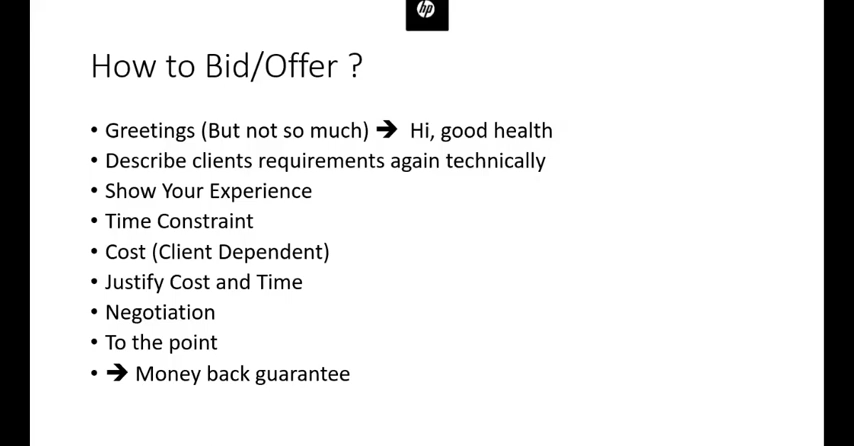 hp
How to Bid/Offer ?
• Greetings (But not so much) ➔ Hi, good health
• Describe clients requirements again technically
• Show Your Experience
• Time Constraint
• Cost (Client Dependent)
• Justify Cost and Time
• Negotiation
• To the point
• ➔ Money back guarantee